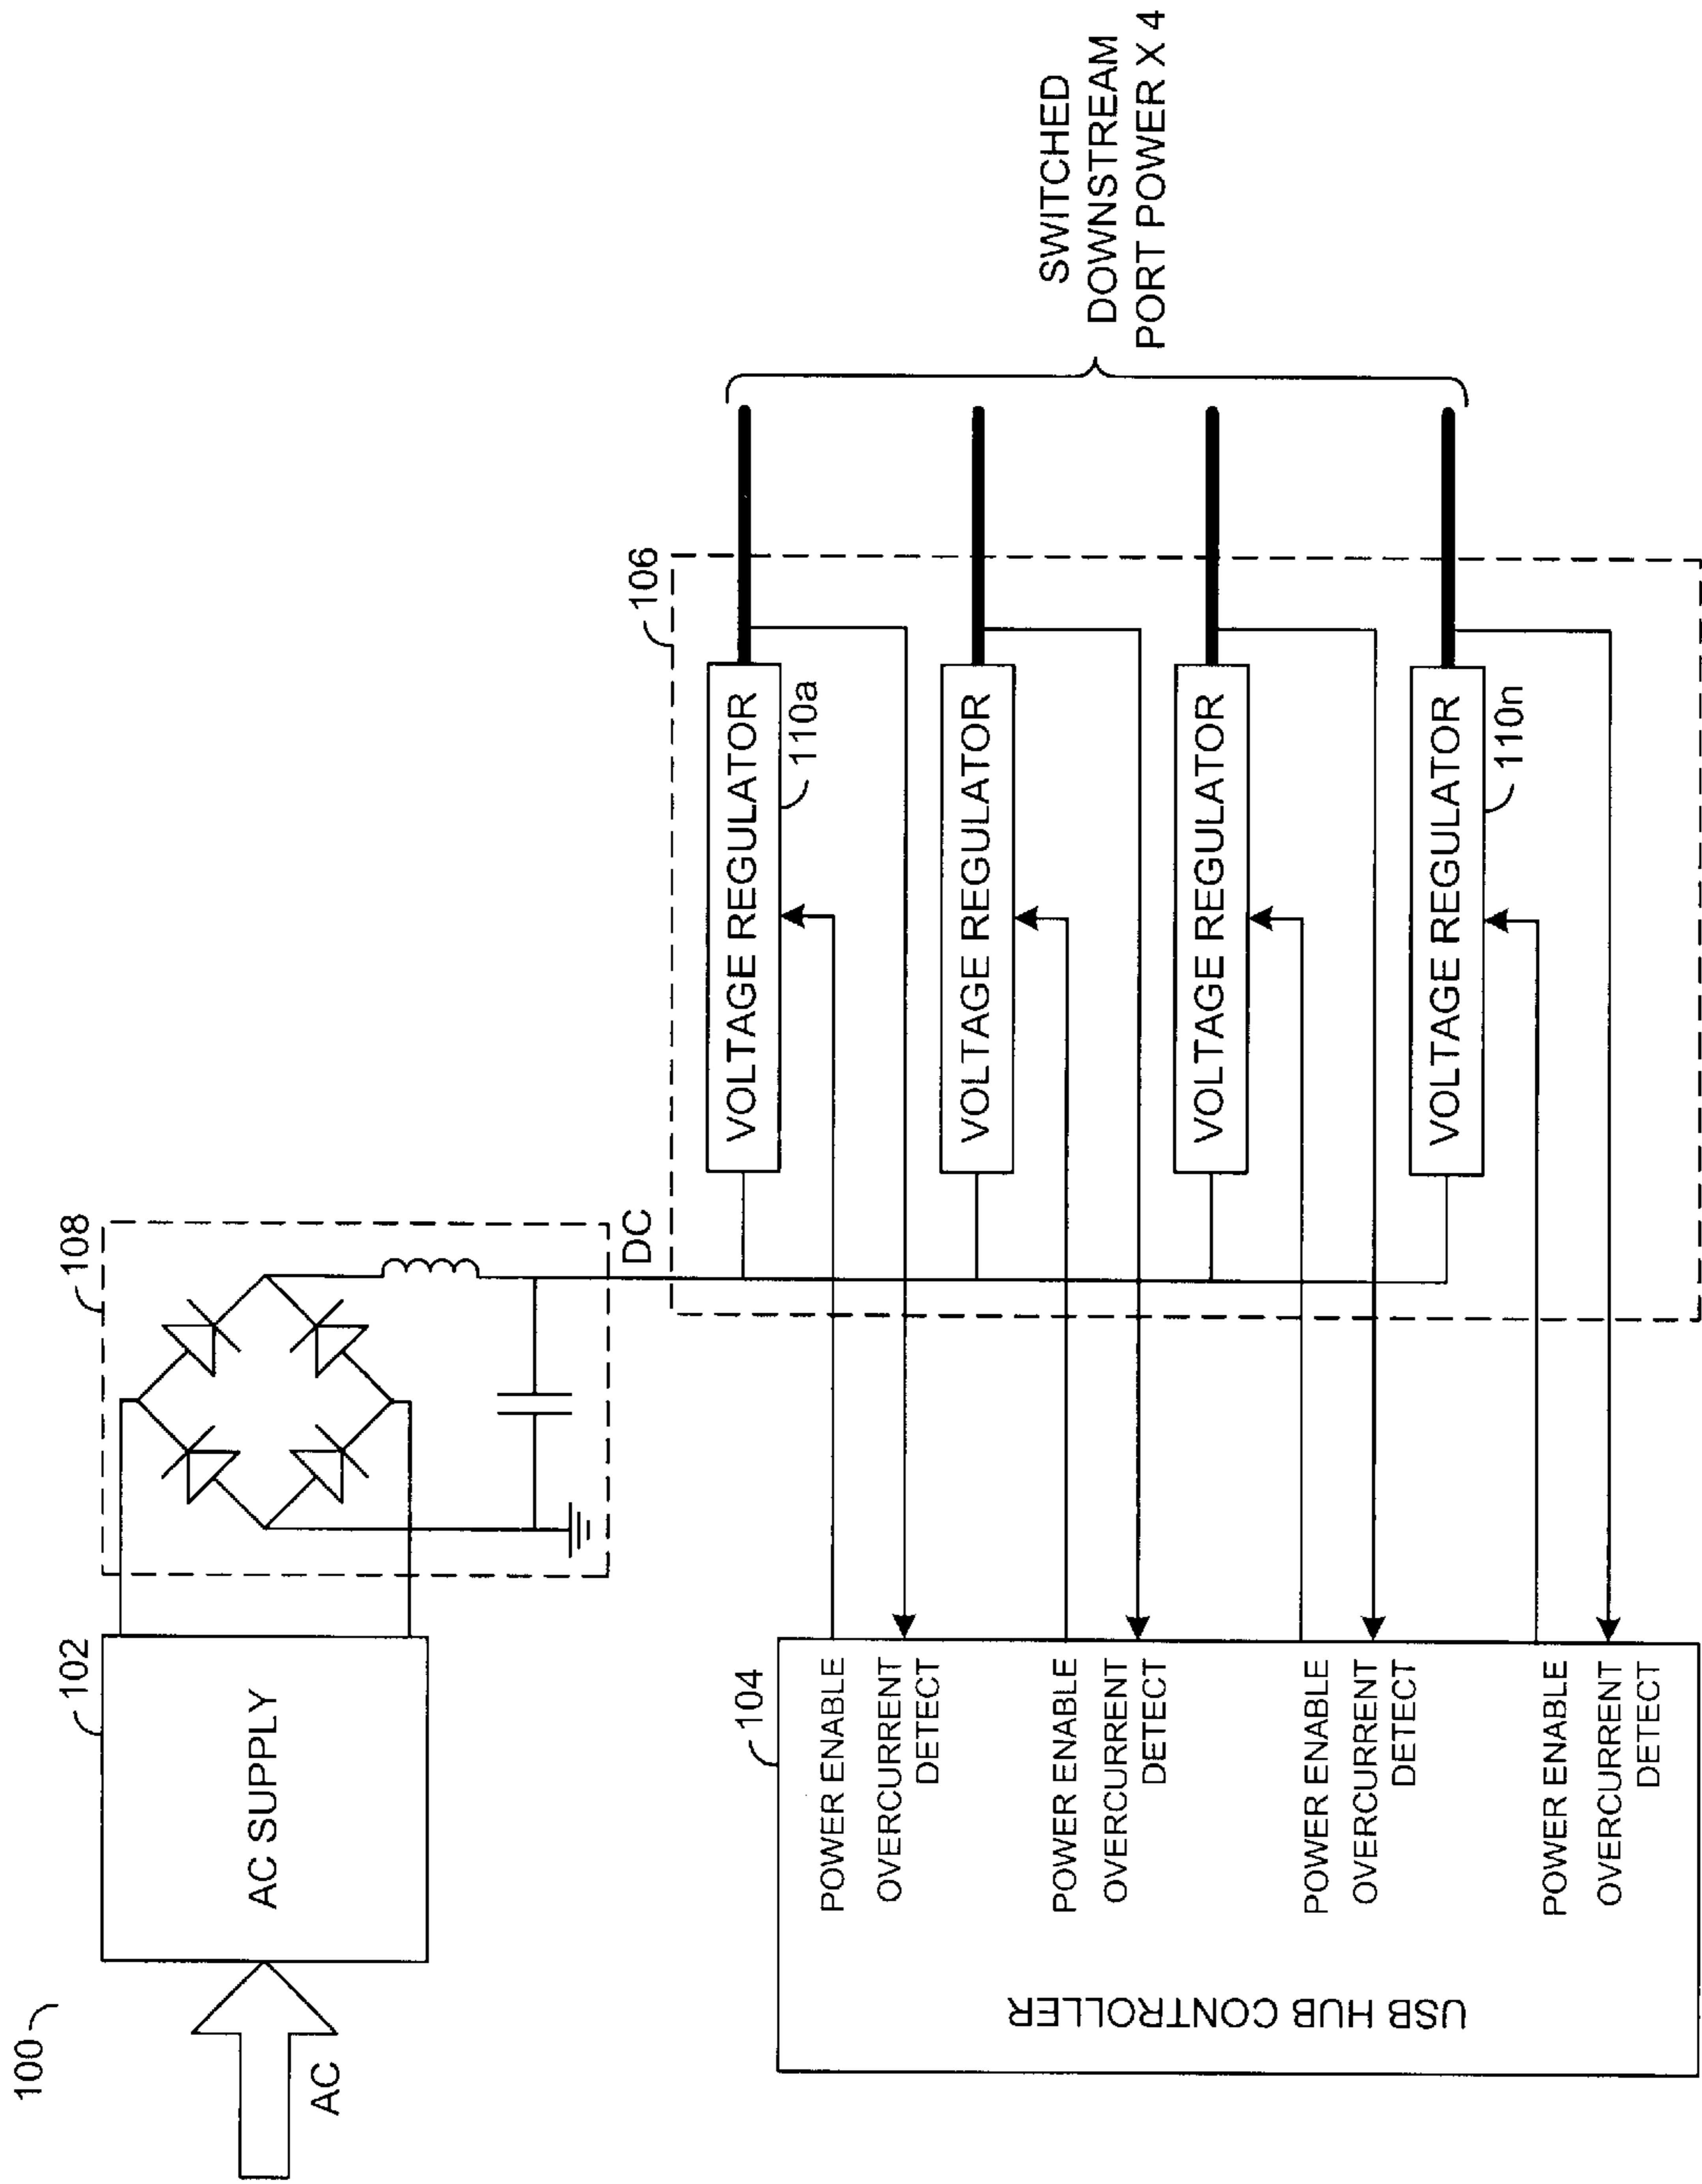 100
AC
AC SUPPLY
102
108
DC
106
104
USB HUB CONTROLLER
POWER ENABLE
OVERCURRENT
DETECT
POWER ENABLE
OVERCURRENT
DETECT
POWER ENABLE
OVERCURRENT
DETECT
POWER ENABLE
OVERCURRENT
DETECT
VOLTAGE REGULATOR
110a
VOLTAGE REGULATOR
VOLTAGE REGULATOR
VOLTAGE REGULATOR
110n
SWITCHED
DOWNSTREAM
PORT POWER X 4